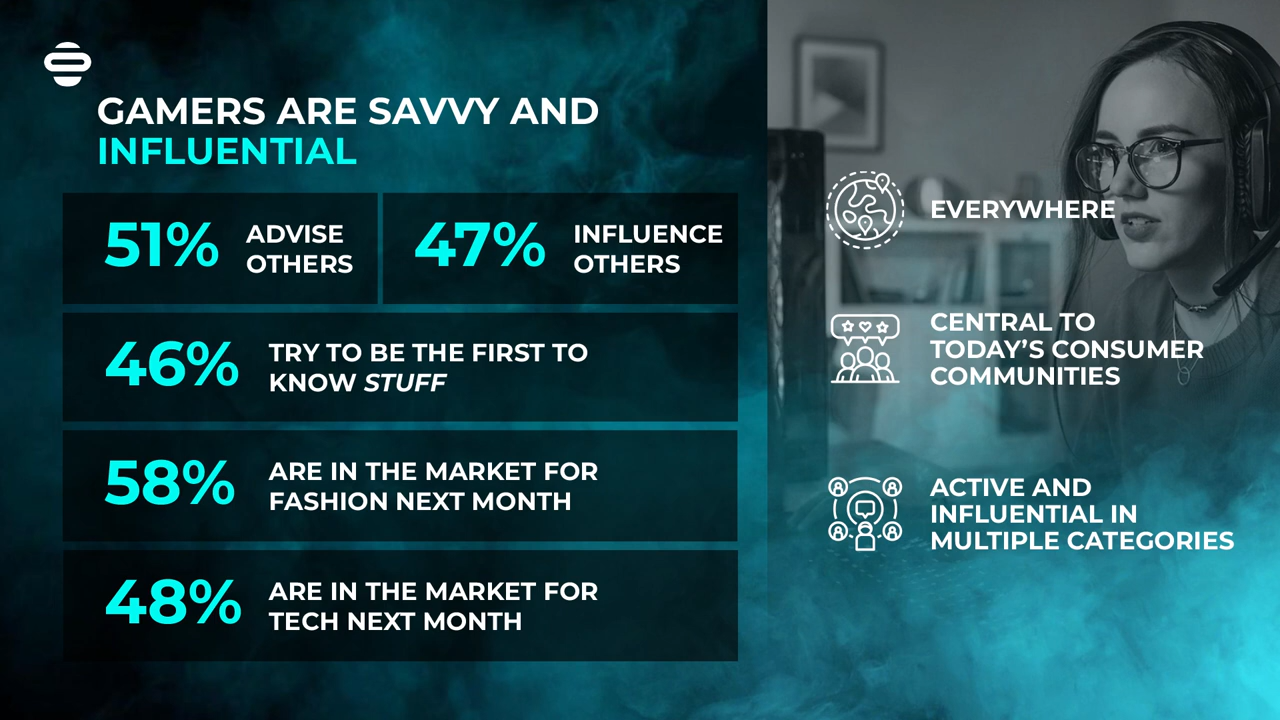 GAMERS ARE SAVVY AND
INFLUENTIAL
51%
ADVISE
OTHERS
47%
INFLUENCE
OTHERS
46%
TRY TO BE THE FIRST TO
KNOW STUFF
58%
ARE IN THE MARKET FOR
FASHION NEXT MONTH
48%
ARE IN THE MARKET FOR
TECH NEXT MONTH
EVERYWHERE
CENTRAL TO
TODAY’S CONSUMER
COMMUNITIES
ACTIVE AND
INFLUENTIAL IN
MULTIPLE CATEGORIES